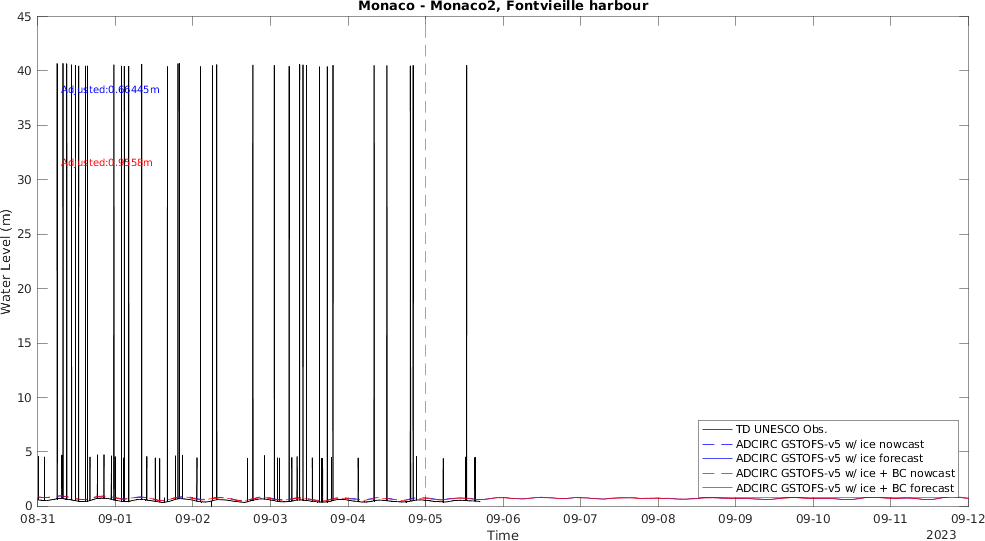 Monaco - Monaco2, Fontvieille harbour
45
40
35
30
25
20
15
10
5
0
Water Level (m)
Adjusted:0.66445m
Adjusted:0.9558m
TD UNESCO Obs.
ADCIRC GSTOFS-v5 w/ ice nowcast
ADCIRC GSTOFS-v5 w/ ice forecast
ADCIRC GSTOFS-v5 w/ ice + BC nowcast
ADCIRC GSTOFS-v5 w/ ice + BC forecast
08-31 09-01 09-02 09-03 09-04 09-05 09-06 09-07 09-08 09-09 09-10 09-11 09-12
Time
2023